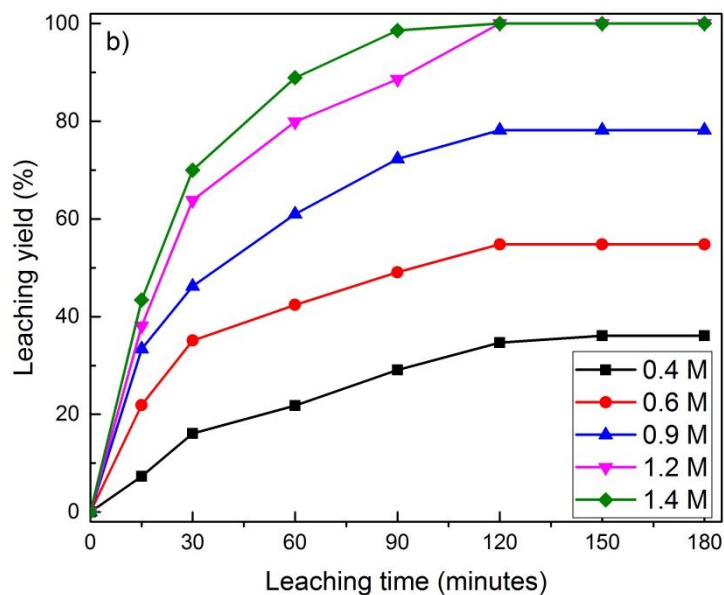 b)
100
80
60
40
20
0
Leaching yield (%)
0 30 60 90 120 150 180
Leaching time (minutes)
0.4 M
0.6 M
0.9 M
1.2 M
1.4 M